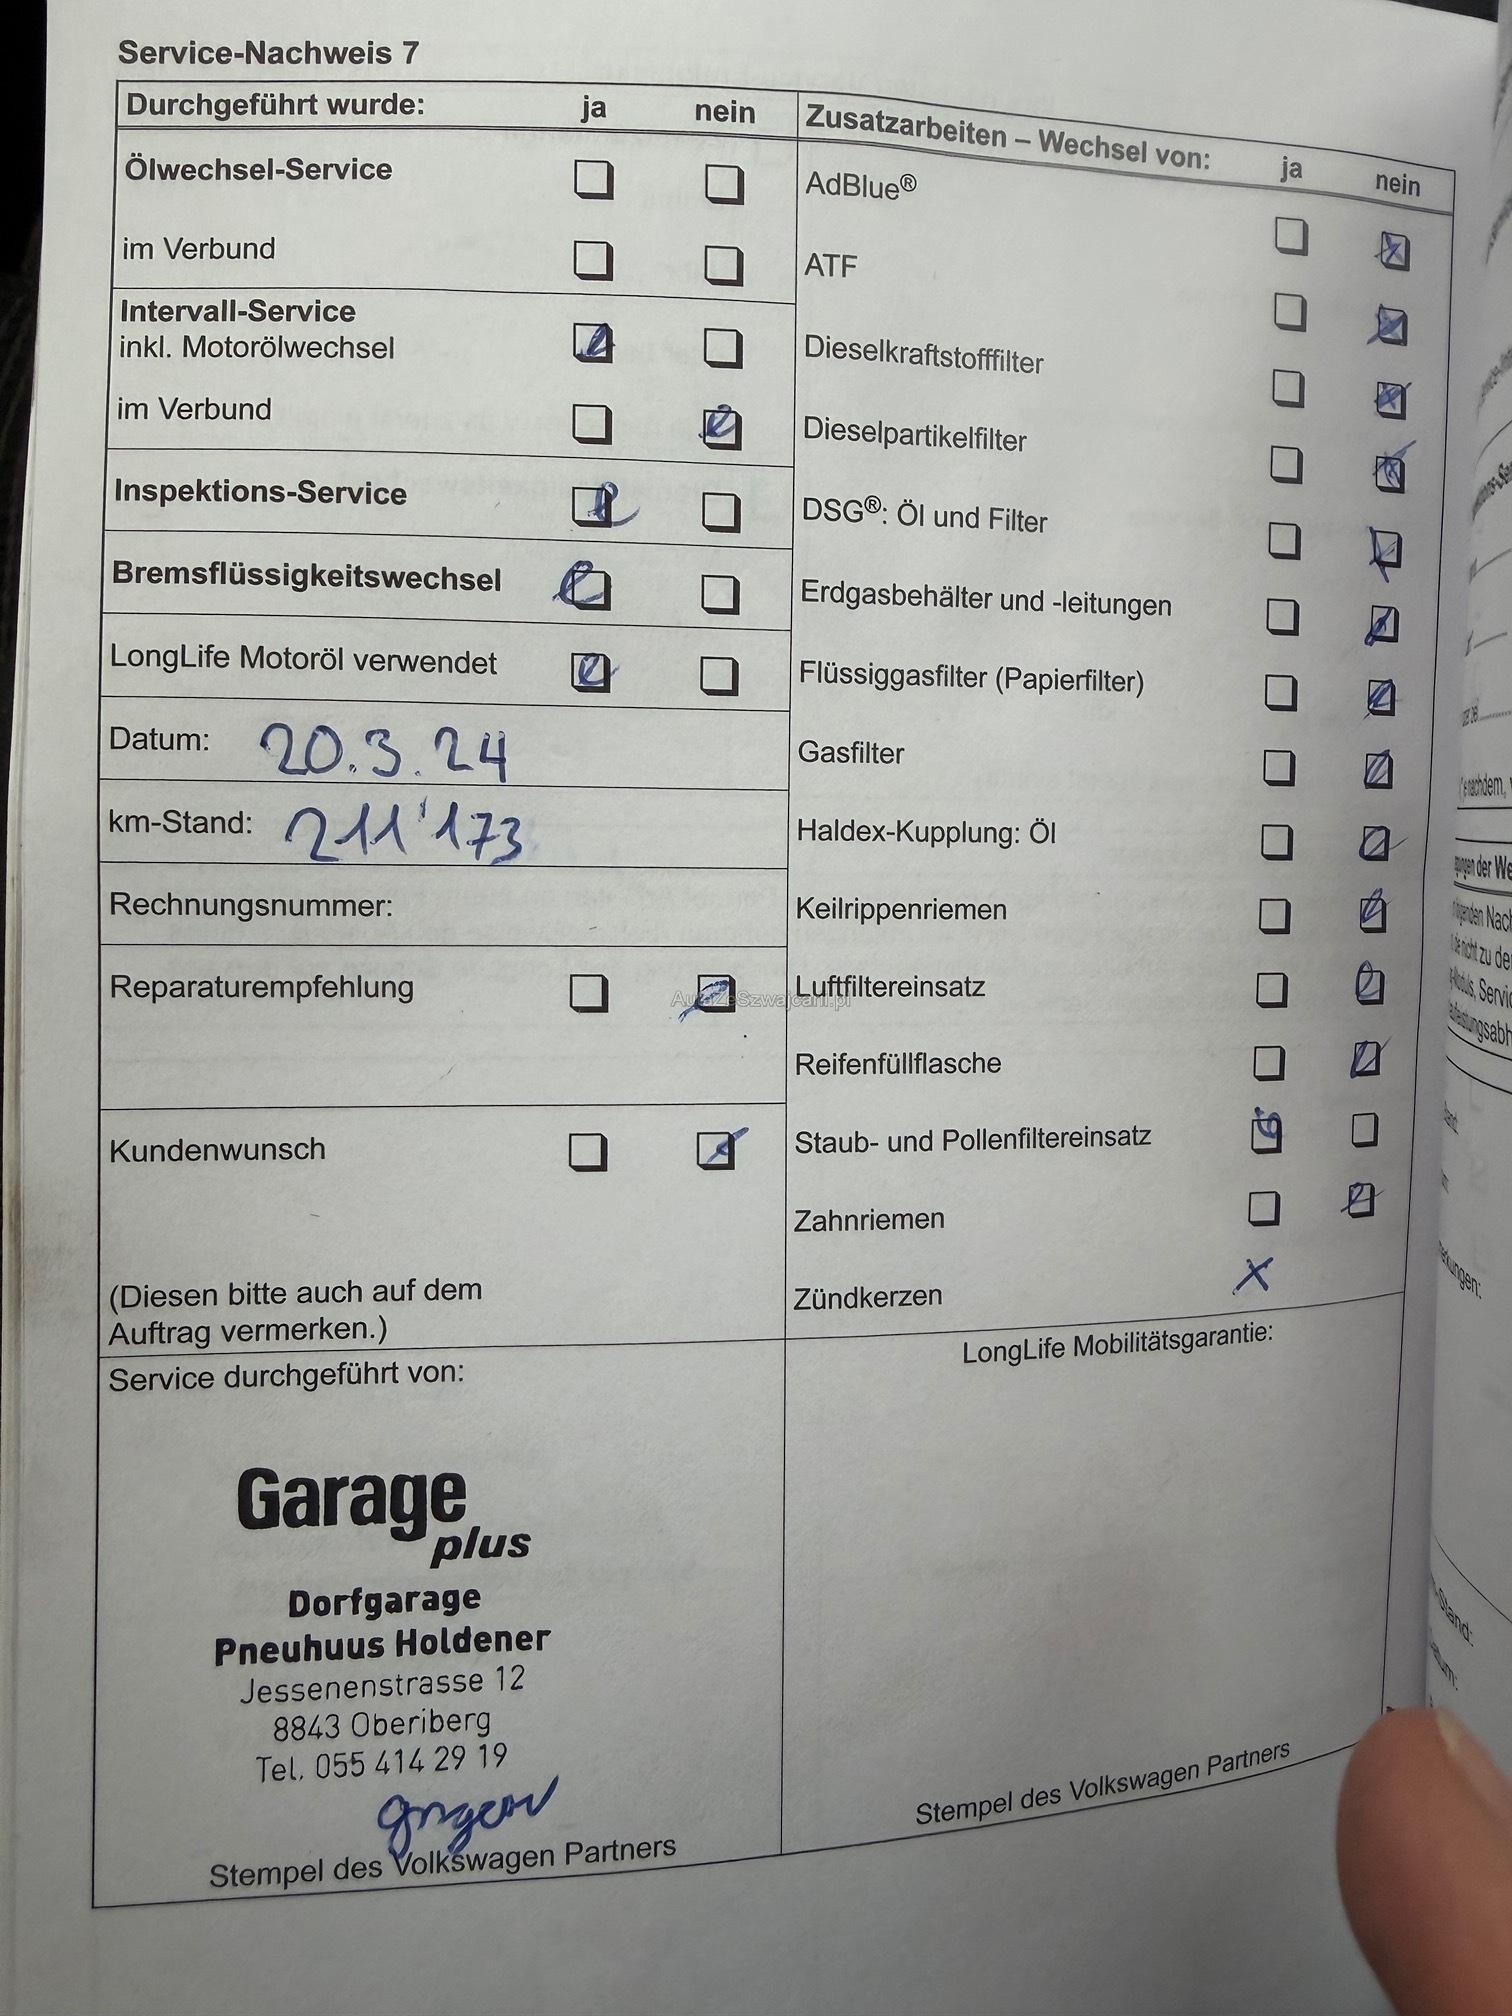 Service-Nachweis 7
Durchgeführt wurde: ja nein
Ölwechsel-Service
im Verbund
Intervall-Service
inkl. Motorölwechsel
im Verbund
Inspektions-Service
Bremsflüssigkeitswechsel
LongLife Motoröl verwendet
Datum: 20.3.24
km-Stand: 211'173
Rechnungsnummer:
Reparaturempfehlung
Kundenwunsch
(Diesen bitte auch auf dem
Auftrag vermerken.)
Service durchgeführt von:
Garage
plus
Dorfgarage
Pneuhuus Holdener
Jessenenstrasse 12
8843 Oberiberg
Tel. 055 414 29 19
Stempel des Volkswagen Partners
Zusatzarbeiten – Wechsel von: ja nein
AdBlue®
ATF
Dieselkraftstofffilter
Dieselpartikelfilter
DSG®: Öl und Filter
Erdgasbehälter und -leitungen
Flüssiggasfilter (Papierfilter)
Gasfilter
Haldex-Kupplung: Öl
Keilrippenriemen
Luftfiltereinsatz
Reifenfüllflasche
Staub- und Pollenfiltereinsatz
Zahnriemen
Zündkerzen X
LongLife Mobilitätsgarantie:
Stempel des Volkswagen Partners
AutaZeSzwajcarii.pl